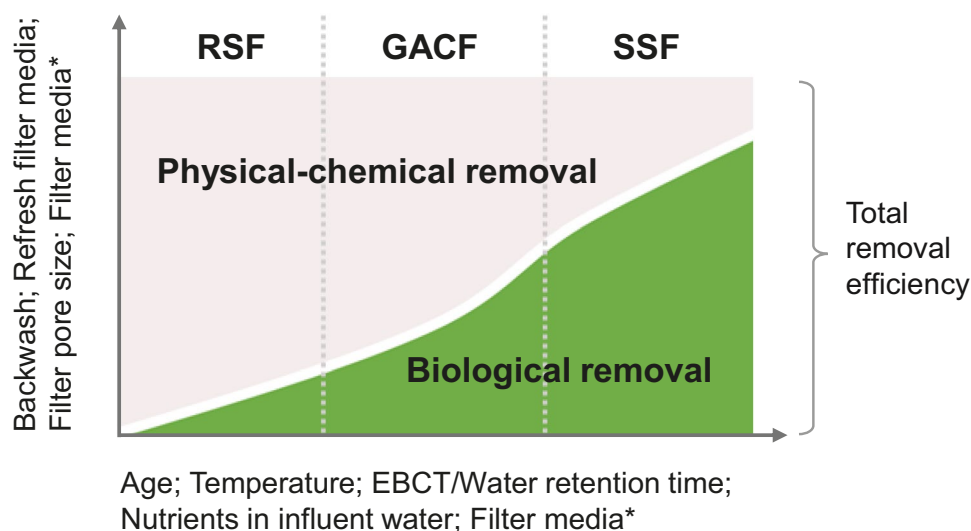 RSF
GACF
SSF
Backwash; Refresh filter media;
Filter pore size; Filter media*
Physical-chemical removal
Biological removal
Total
removal
efficiency
Age; Temperature; EBCT/Water retention time;
Nutrients in influent water; Filter media*